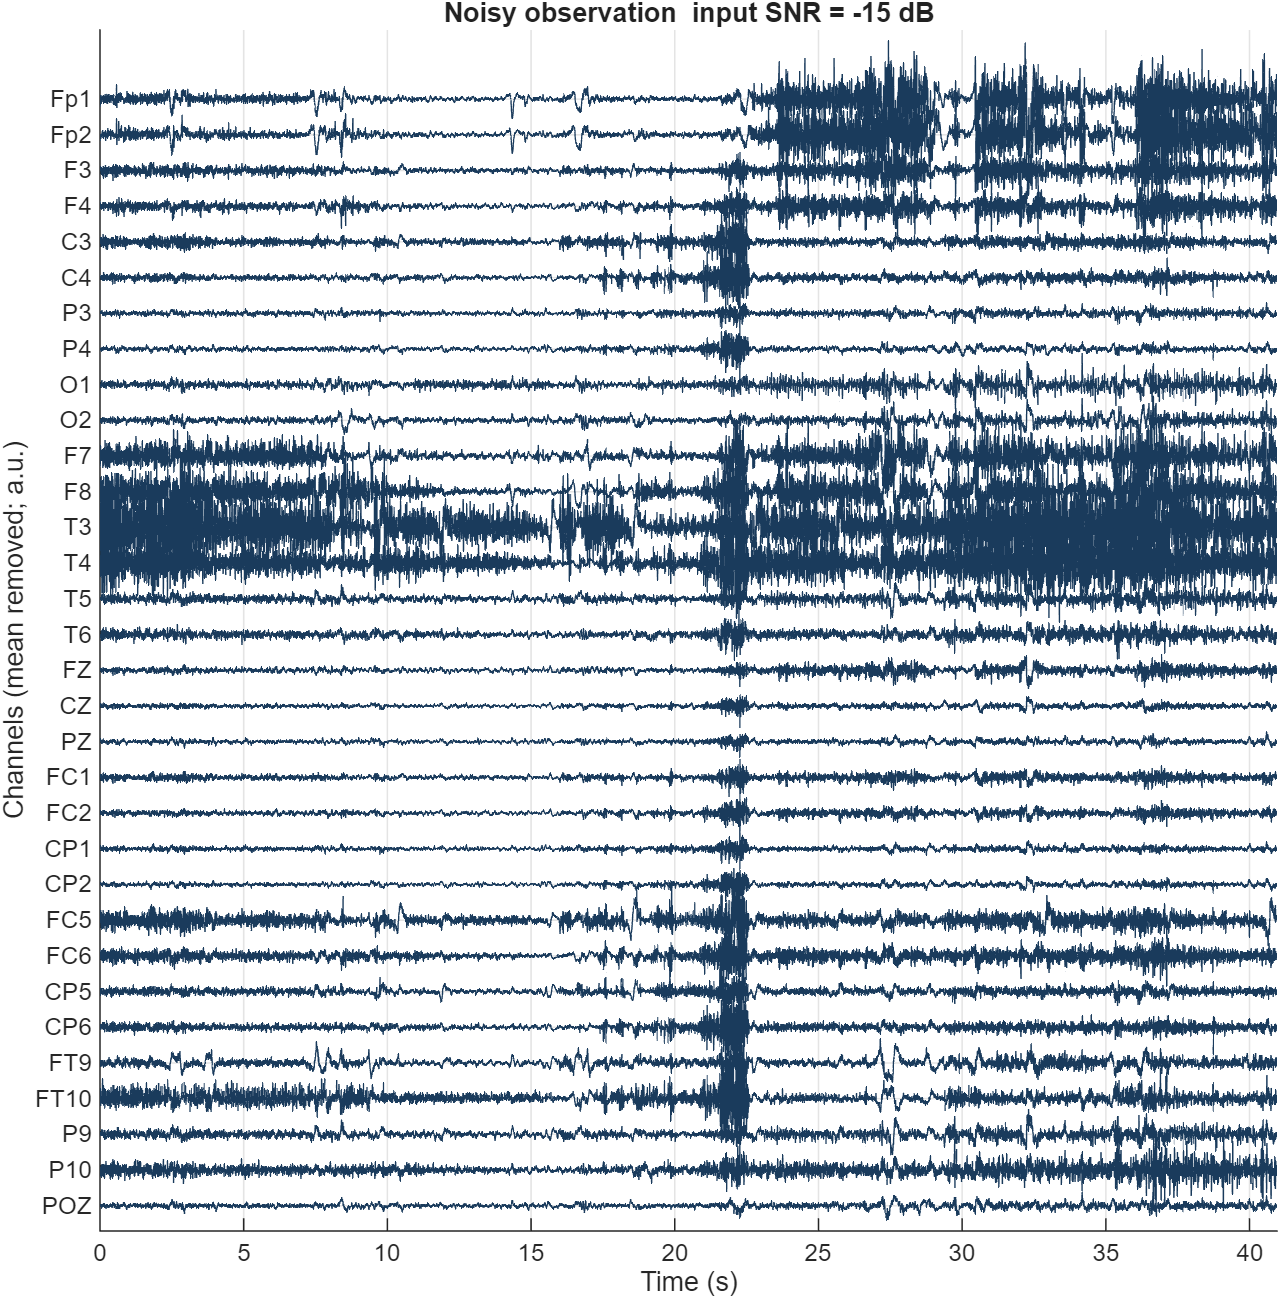 Noisy observation  input SNR = -15 dB
Channels (mean removed; a.u.)
Fp1
Fp2
F3
F4
C3
C4
P3
P4
O1
O2
F7
F8
T3
T4
T5
T6
FZ
CZ
PZ
FC1
FC2
CP1
CP2
FC5
FC6
CP5
CP6
FT9
FT10
P9
P10
POZ
0 5 10 15 20 25 30 35 40
Time (s)